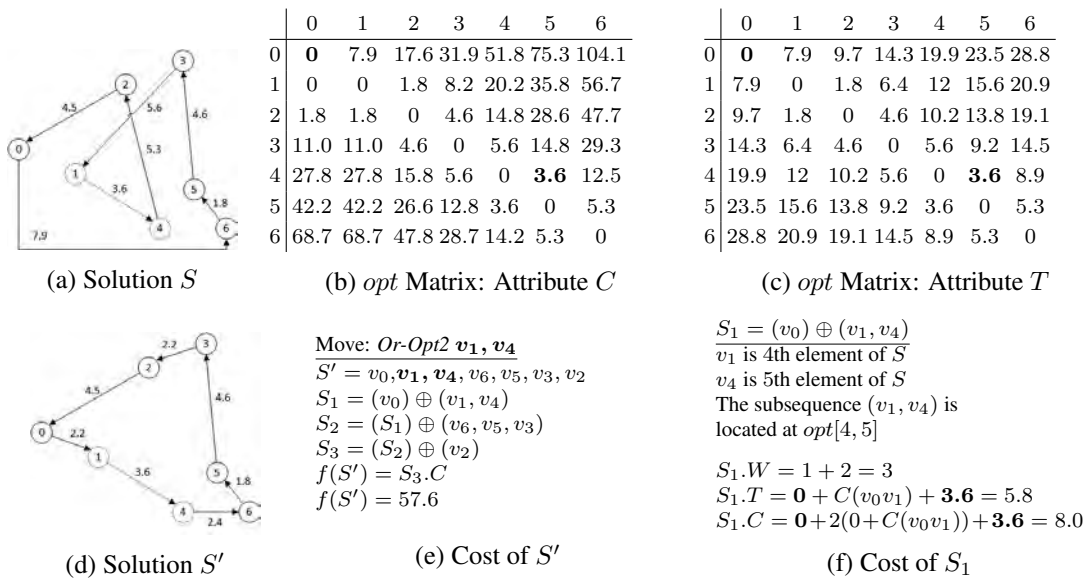 3
2
4.5
5.6
4.6
0
5.3
1
3.6
5
1.8
4
6
7.9
(a) Solution S
0 1 2 3 4 5 6
0 0 7.9 17.6 31.9 51.8 75.3 104.1
1 0 0 1.8 8.2 20.2 35.8 56.7
2 1.8 1.8 0 4.6 14.8 28.6 47.7
3 11.0 11.0 4.6 0 5.6 14.8 29.3
4 27.8 27.8 15.8 5.6 0 3.6 12.5
5 42.2 42.2 26.6 12.8 3.6 0 5.3
6 68.7 68.7 47.8 28.7 14.2 5.3 0
(b) opt Matrix: Attribute C
0 1 2 3 4 5 6
0 0 7.9 9.7 14.3 19.9 23.5 28.8
1 7.9 0 1.8 6.4 12 15.6 20.9
2 9.7 1.8 0 4.6 10.2 13.8 19.1
3 14.3 6.4 4.6 0 5.6 9.2 14.5
4 19.9 12 10.2 5.6 0 3.6 8.9
5 23.5 15.6 13.8 9.2 3.6 0 5.3
6 28.8 20.9 19.1 14.5 8.9 5.3 0
(c) opt Matrix: Attribute T
2.2
3
2
4.5
4.6
0
2.2
1
3.6
5
1.8
4
2.4
6
(d) Solution S′
Move: Or-Opt2 v₁, v₄
S′ = v₀,v₁, v₄, v₆, v₅, v₃, v₂
S₁ = (v₀) ⊕ (v₁, v₄)
S₂ = (S₁) ⊕ (v₆, v₅, v₃)
S₃ = (S₂) ⊕ (v₂)
f(S′) = S₃.C
f(S′) = 57.6
(e) Cost of S′
S₁ = (v₀) ⊕ (v₁, v₄)
v₁ is 4th element of S
v₄ is 5th element of S
The subsequence (v₁, v₄) is
located at opt[4, 5]
S₁.W = 1 + 2 = 3
S₁.T = 0 + C(v₀v₁) + 3.6 = 5.8
S₁.C = 0+2(0+C(v₀v₁))+3.6 = 8.0
(f) Cost of S₁